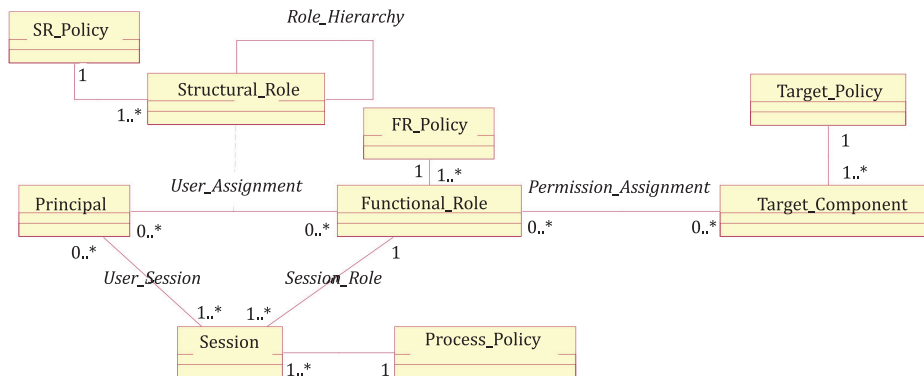 Role_Hierarchy
SR_Policy
1
Structural_Role
1..*
Target_Policy
FR_Policy
1
1
1..*
User_Assignment
Permission_Assignment
1..*
Principal
Functional_Role
Target_Component
0..*
0..*
0..*
0..*
0..*
1
User_Session
Session_Role
1..*
1..*
Session
Process_Policy
1..*
1